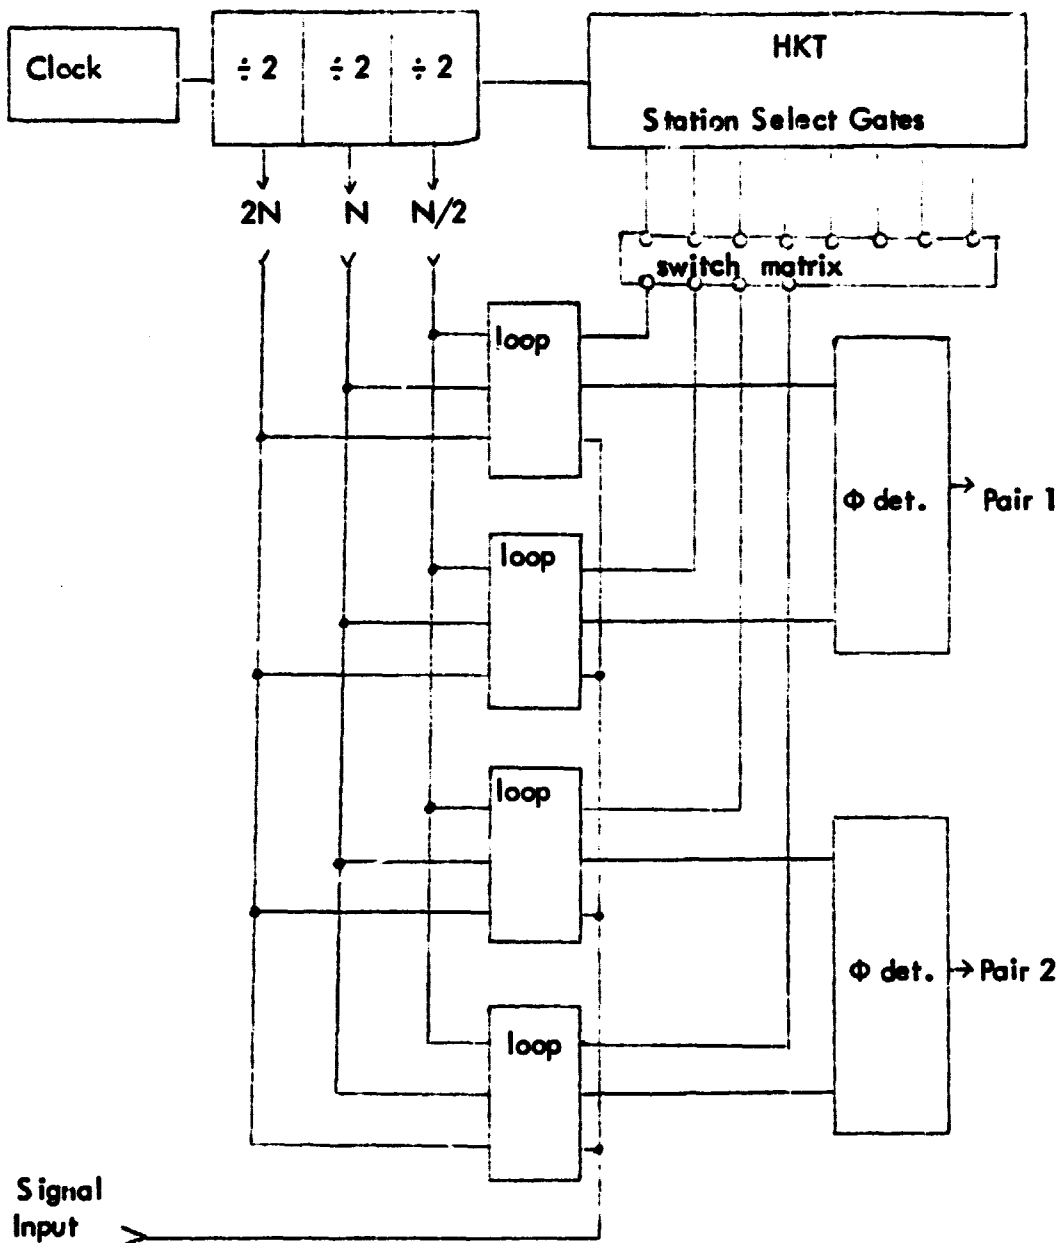 Clock
÷ 2 ÷ 2 ÷ 2
HKT
Station Select Gates
2N N N/2
switch matrix
loop
Φ det. Pair 1
loop
loop
Φ det. Pair 2
loop
Signal
Input